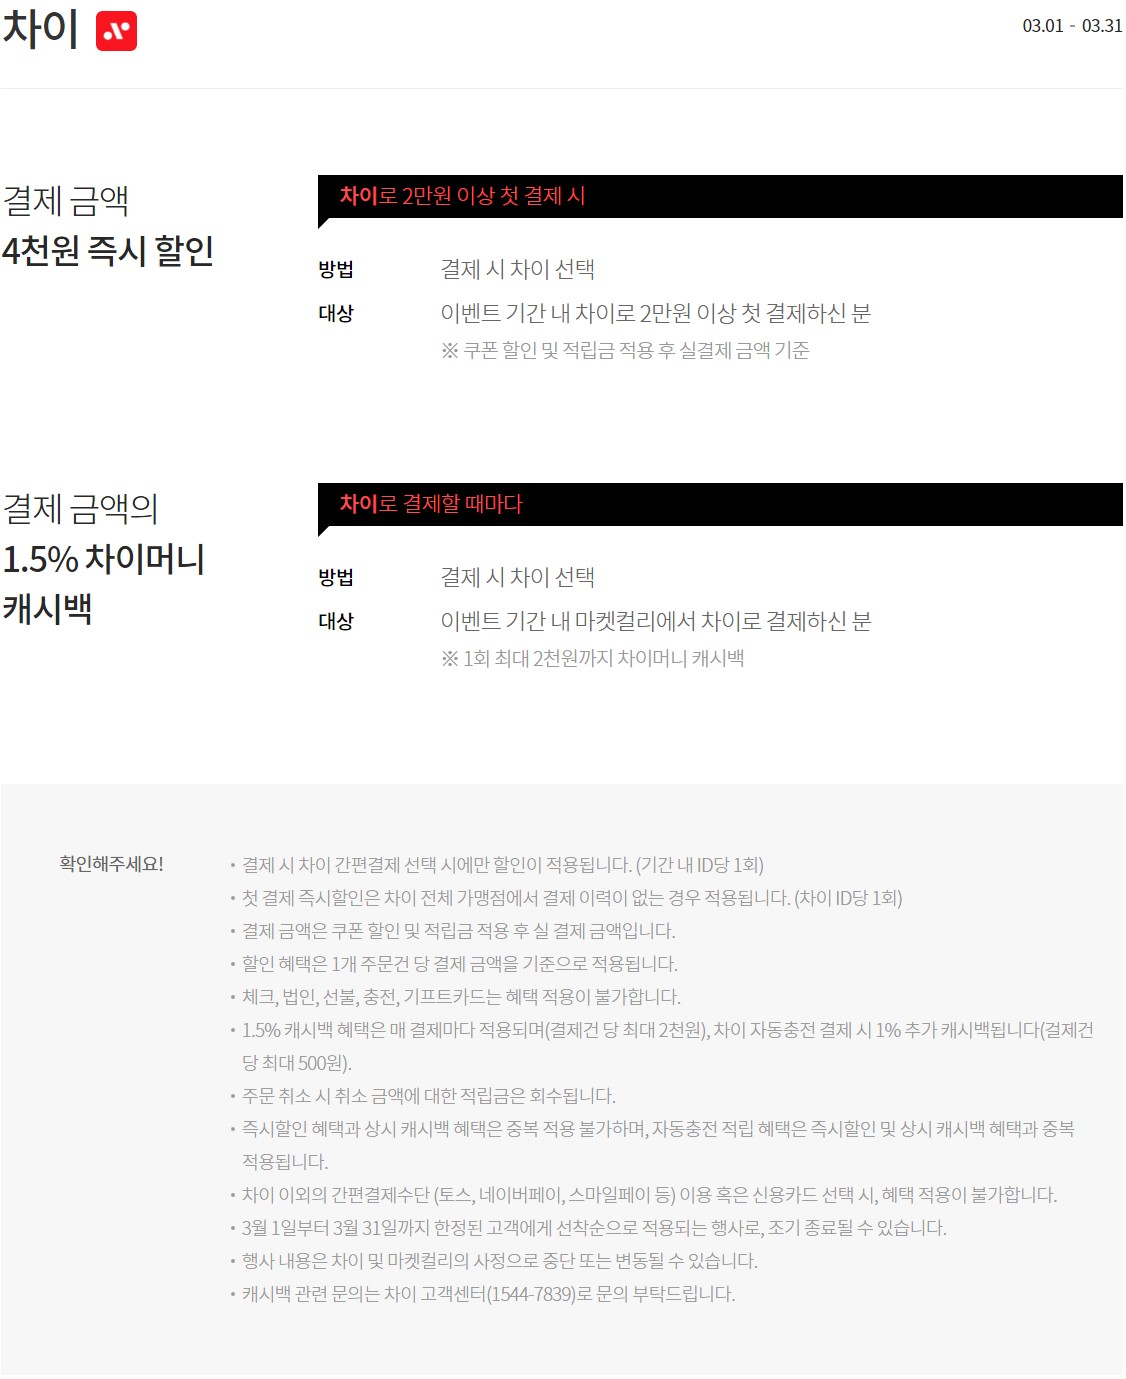 차이
03.01 - 03.31
결제 금액
4천원 즉시 할인
차이로 2만원 이상 첫 결제 시
방법 결제 시 차이 선택
대상 이벤트 기간 내 차이로 2만원 이상 첫 결제하신 분
※ 쿠폰 할인 및 적립금 적용 후 실결제 금액 기준
결제 금액의
1.5% 차이머니
캐시백
차이로 결제할 때마다
방법 결제 시 차이 선택
대상 이벤트 기간 내 마켓컬리에서 차이로 결제하신 분
※ 1회 최대 2천원까지 차이머니 캐시백
확인해주세요!
• 결제 시 차이 간편결제 선택 시에만 할인이 적용됩니다. (기간 내 ID당 1회)
• 첫 결제 즉시할인은 차이 전체 가맹점에서 결제 이력이 없는 경우 적용됩니다. (차이 ID당 1회)
• 결제 금액은 쿠폰 할인 및 적립금 적용 후 실 결제 금액입니다.
• 할인 혜택은 1개 주문건 당 결제 금액을 기준으로 적용됩니다.
• 체크, 법인, 선불, 충전, 기프트카드는 혜택 적용이 불가합니다.
• 1.5% 캐시백 혜택은 매 결제마다 적용되며(결제건 당 최대 2천원), 차이 자동충전 결제 시 1% 추가 캐시백됩니다(걸제건
당 최대 500원).
• 주문 취소 시 취소 금액에 대한 적립금은 회수됩니다.
• 즉시할인 혜택과 상시 캐시백 혜택은 중복 적용 불가하며, 자동충전 적립 혜택은 즉시할인 및 상시 캐시백 혜택과 중복
적용됩니다.
• 차이 이외의 간편결제수단 (토스, 네이버페이, 스마일페이 등) 이용 혹은 신용카드 선택 시, 혜택 적용이 불가합니다.
• 3월 1일부터 3월 31일까지 한정된 고객에게 선착순으로 적용되는 행사로, 조기 종료될 수 있습니다.
• 행사 내용은 차이 및 마켓컬리의 사정으로 중단 또는 변동될 수 있습니다.
• 캐시백 관련 문의는 차이 고객센터(1544-7839)로 문의 부탁드립니다.